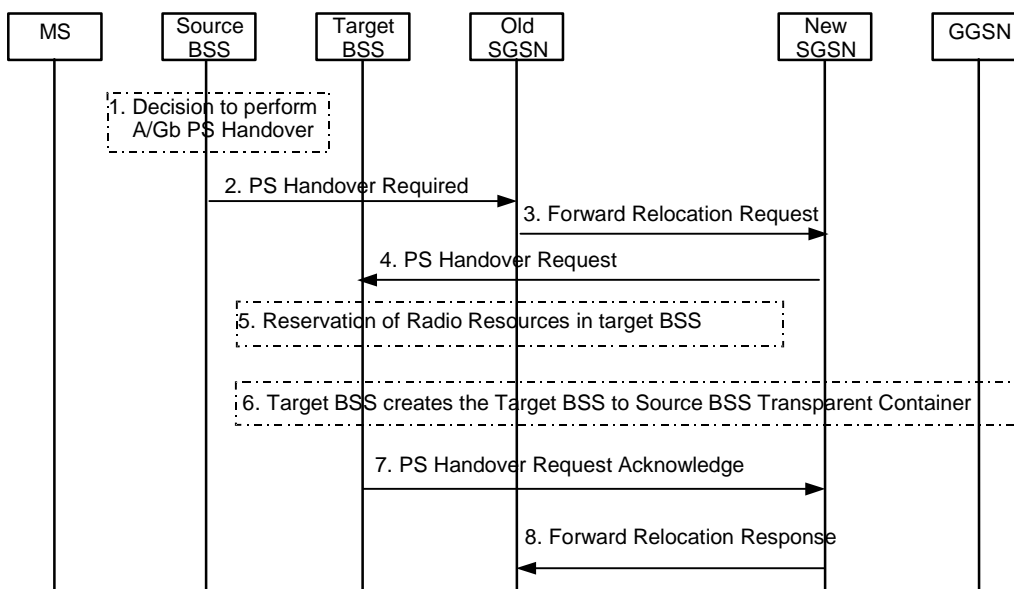 MS
Source
BSS
Target
BSS
Old
SGSN
New
SGSN
GGSN
1. Decision to perform
A/Gb PS Handover
2. PS Handover Required
3. Forward Relocation Request
4. PS Handover Request
5. Reservation of Radio Resources in target BSS
6. Target BSS creates the Target BSS to Source BSS Transparent Container
7. PS Handover Request Acknowledge
8. Forward Relocation Response